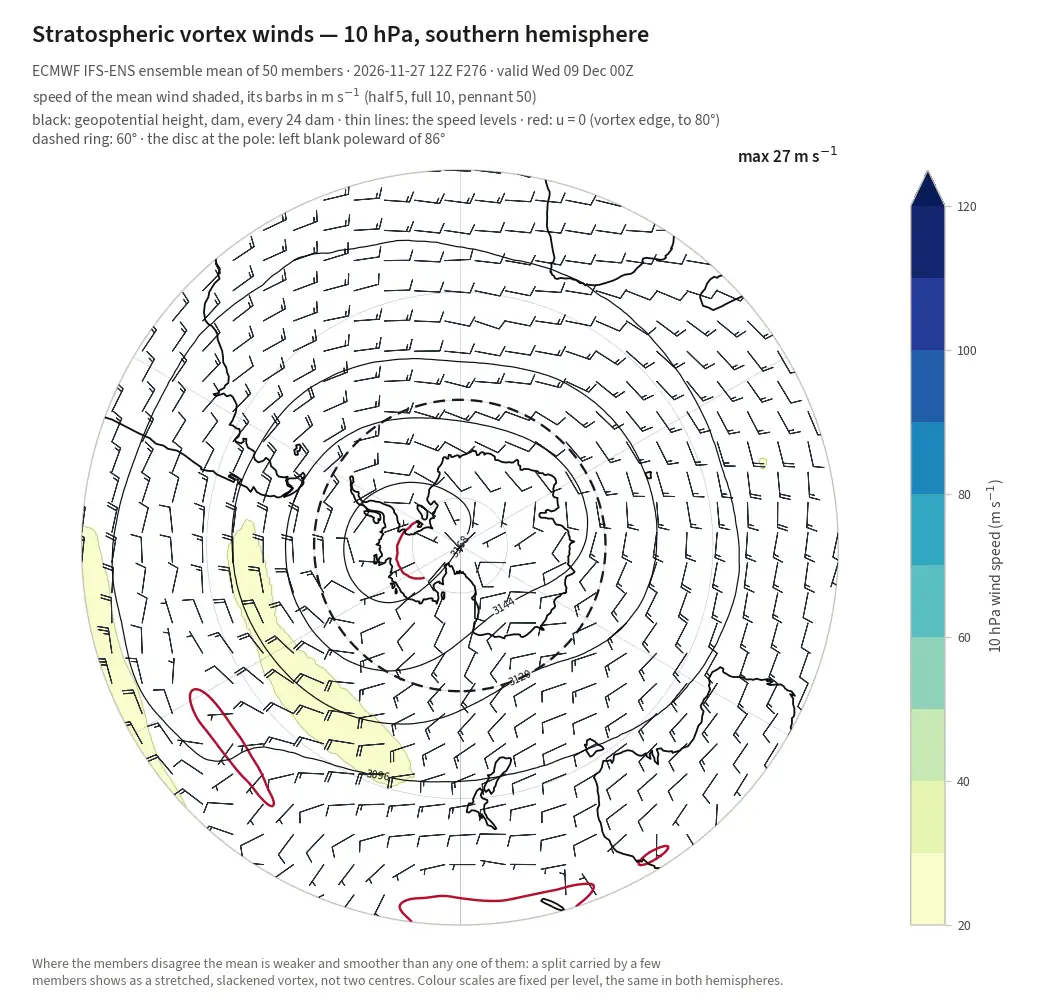 Stratospheric vortex winds — 10 hPa, southern hemisphere
ECMWF IFS-ENS ensemble mean of 50 members · 2026-11-27 12Z F276 · valid Wed 09 Dec 00Z
speed of the mean wind shaded, its barbs in m s⁻¹ (half 5, full 10, pennant 50)
black: geopotential height, dam, every 24 dam · thin lines: the speed levels · red: u = 0 (vortex edge, to 80°)
dashed ring: 60° · the disc at the pole: left blank poleward of 86°
max 27 m s⁻¹
120
100
80
60
40
20
10 hPa wind speed (m s⁻¹)
3168
3144
3120
3096
Where the members disagree the mean is weaker and smoother than any one of them: a split carried by a few
members shows as a stretched, slackened vortex, not two centres. Colour scales are fixed per level, the same in both hemispheres.